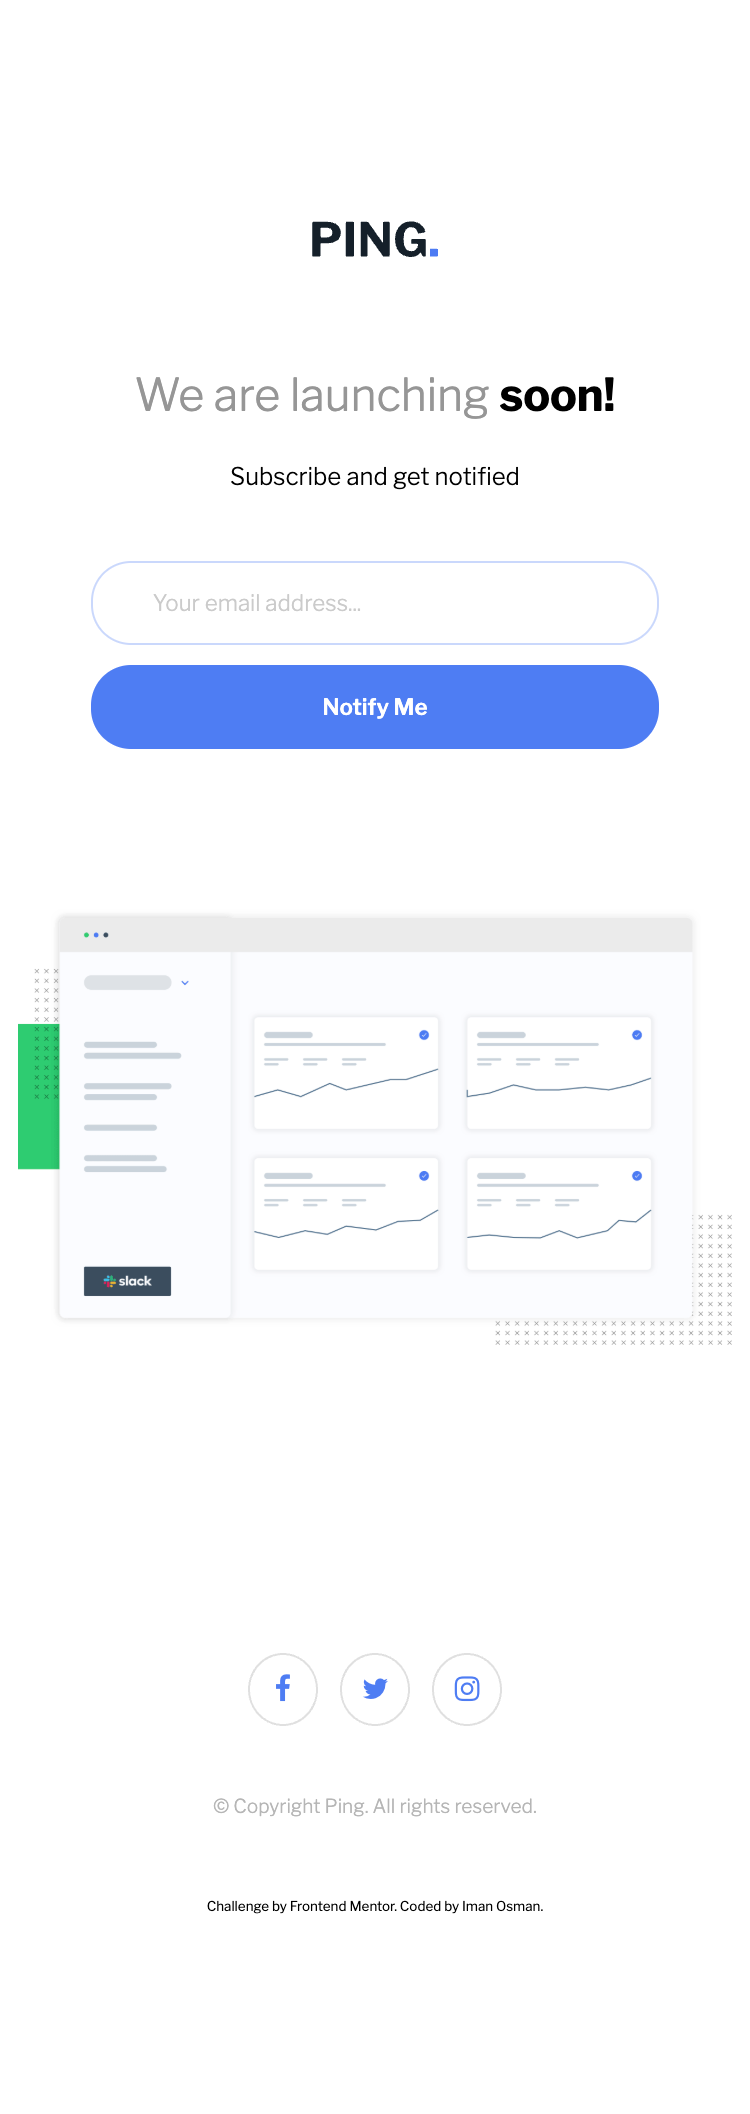 PING.
We are launching soon!
Subscribe and get notified
Your email address...
Notify Me
slack
© Copyright Ping. All rights reserved.
Challenge by Frontend Mentor. Coded by Iman Osman.